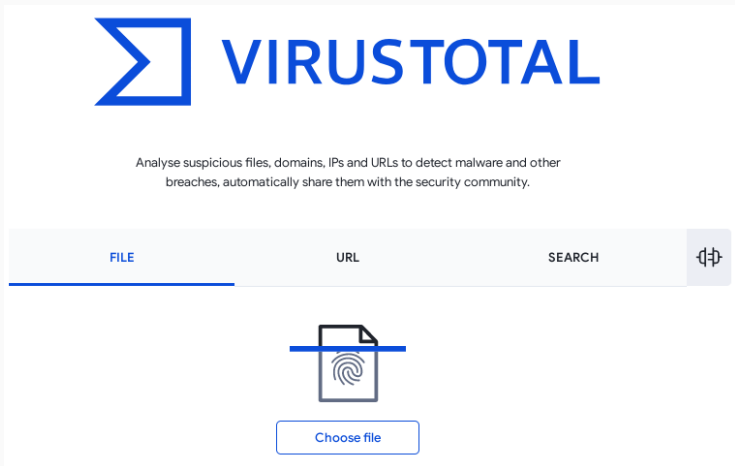 VIRUSTOTAL
Analyse suspicious files, domains, IPs and URLs to detect malware and other
breaches, automatically share them with the security community.
FILE
URL
SEARCH
Choose file